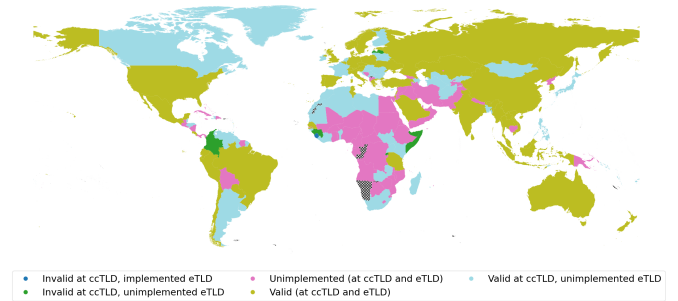 Invalid at ccTLD, implemented eTLD
Invalid at ccTLD, unimplemented eTLD
Unimplemented (at ccTLD and eTLD)
Valid (at ccTLD and eTLD)
Valid at ccTLD, unimplemented eTLD